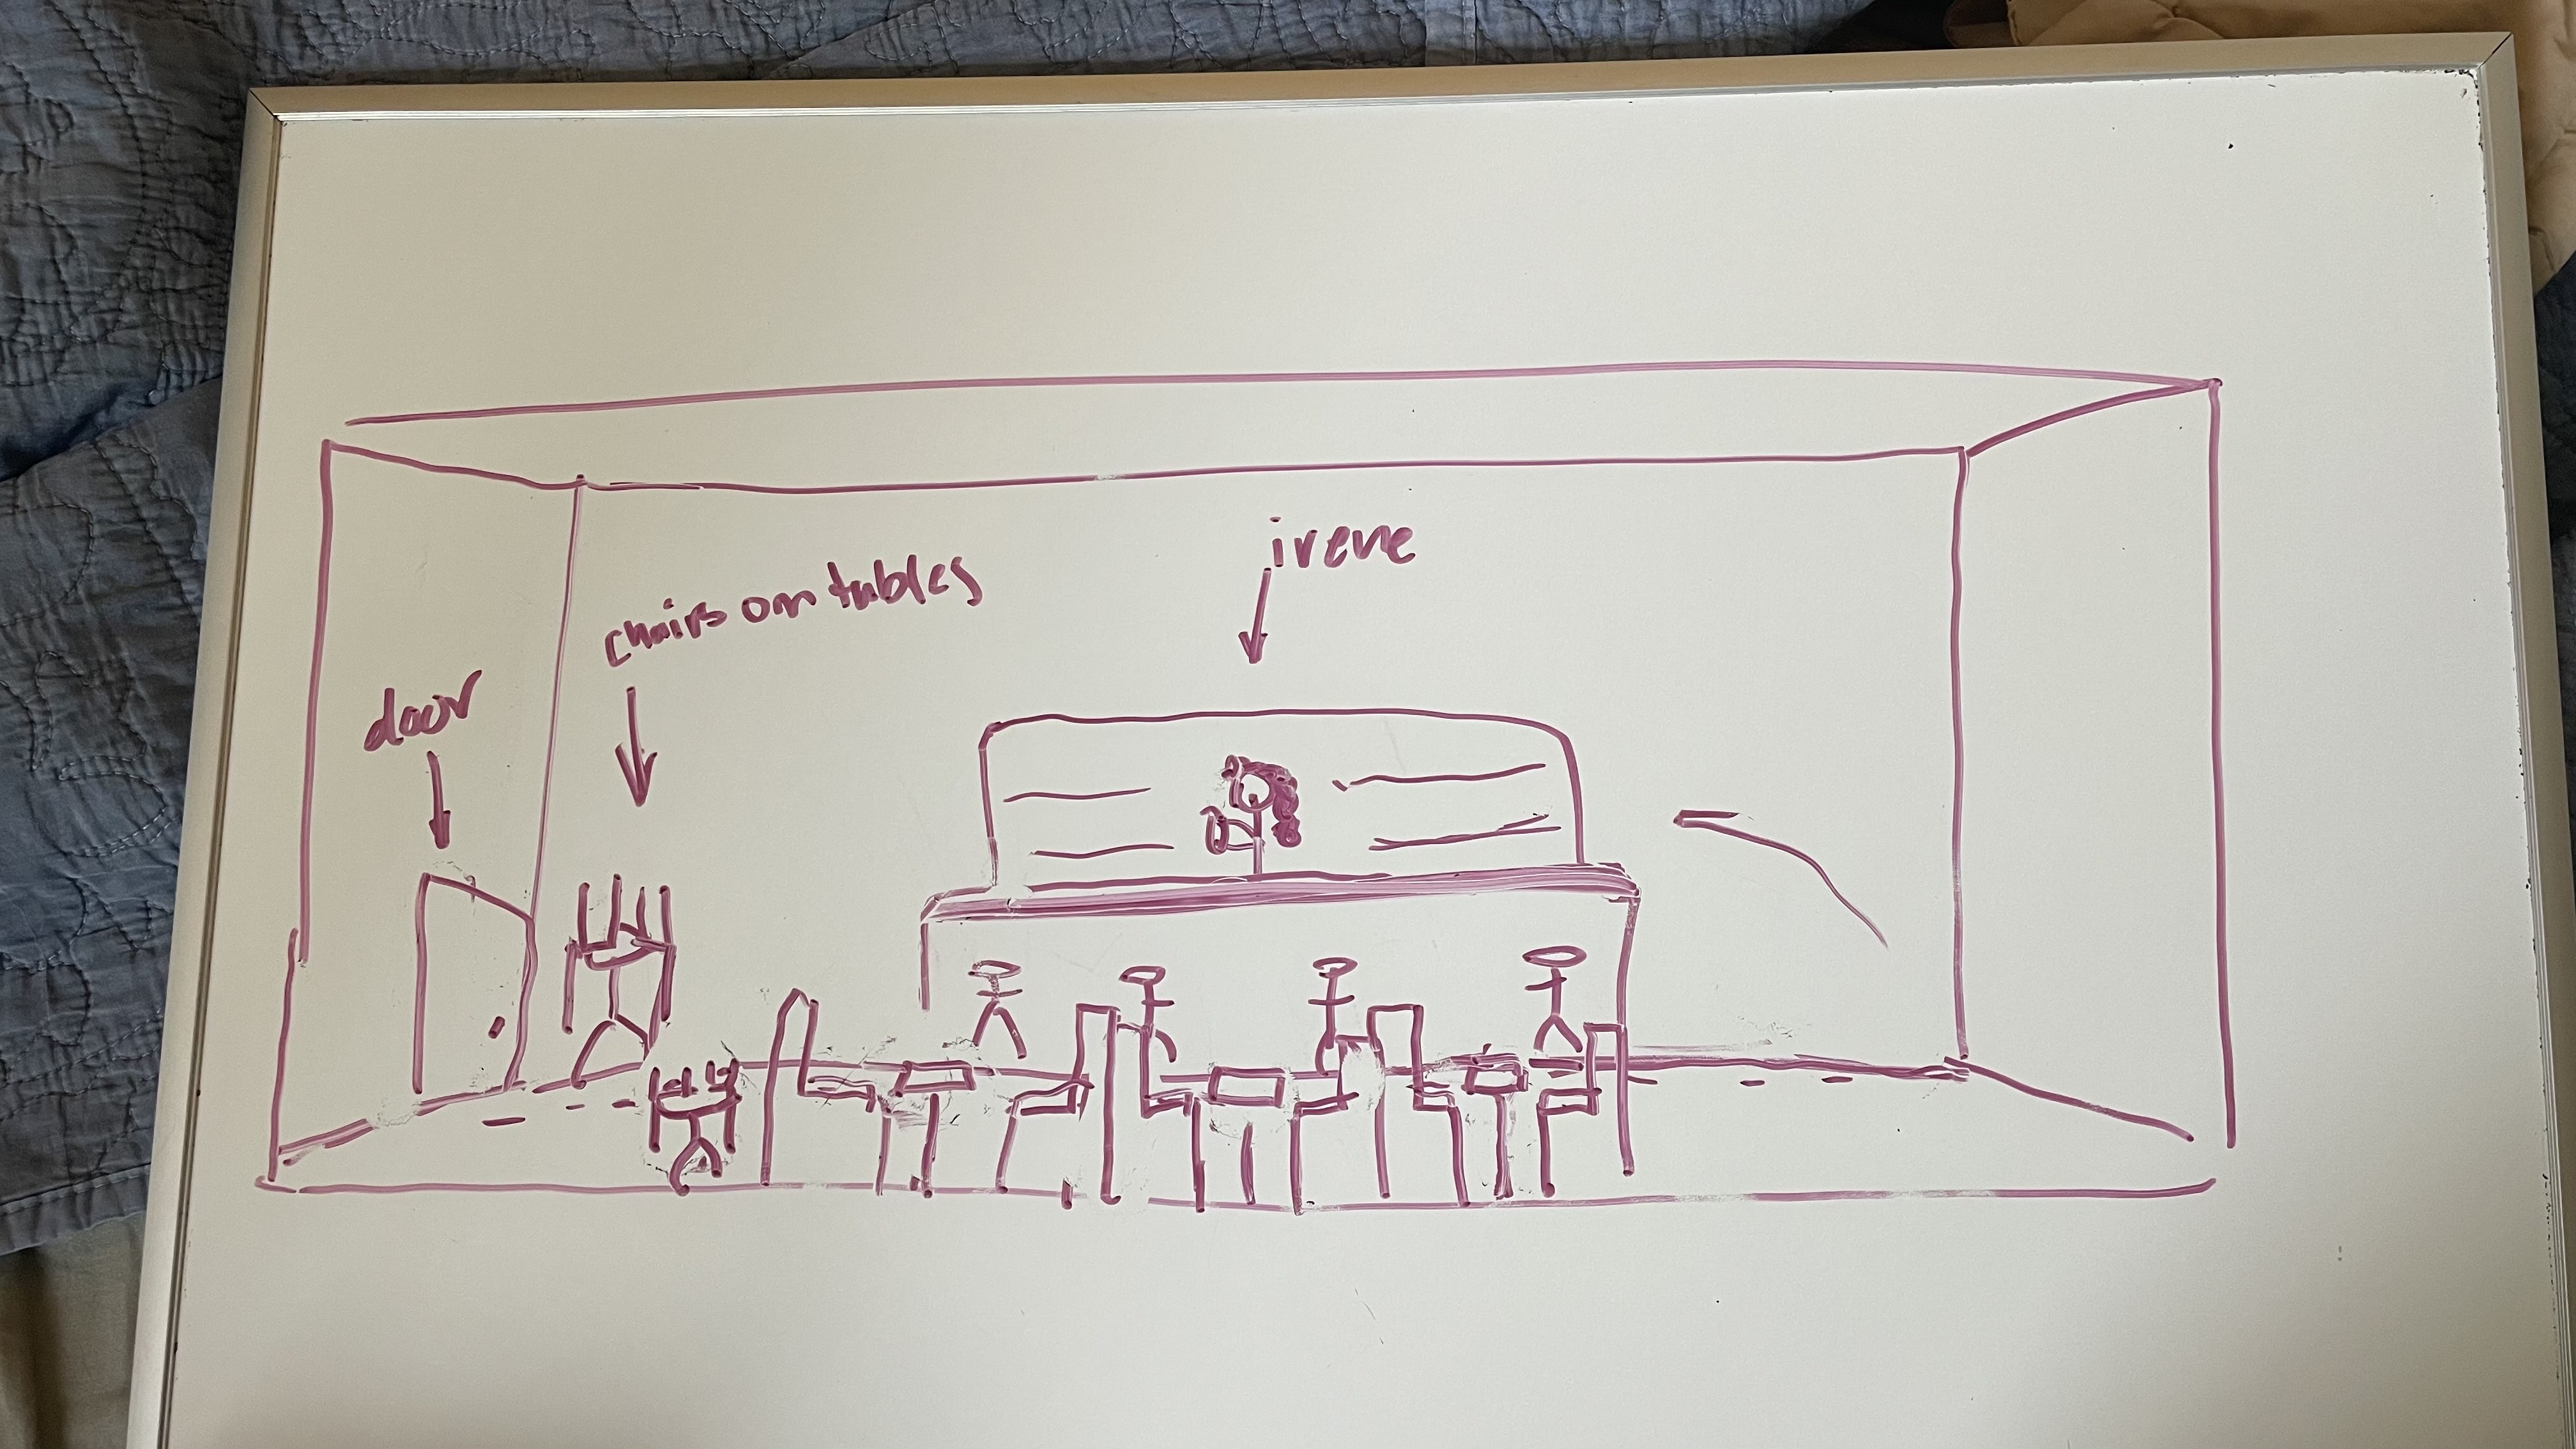 irene
chairs on tables
door